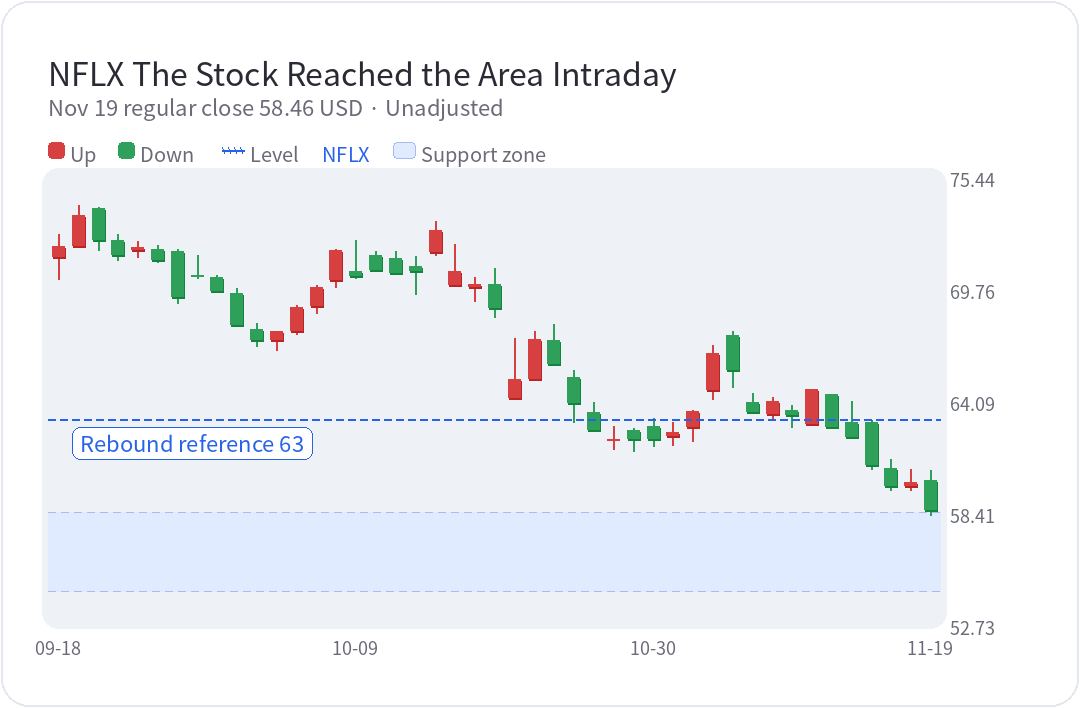 NFLX The Stock Reached the Area Intraday
Nov 19 regular close 58.46 USD · Unadjusted
Up Down Level NFLX Support zone
75.44
69.76
64.09
Rebound reference 63
58.41
52.73
09-18 10-09 10-30 11-19